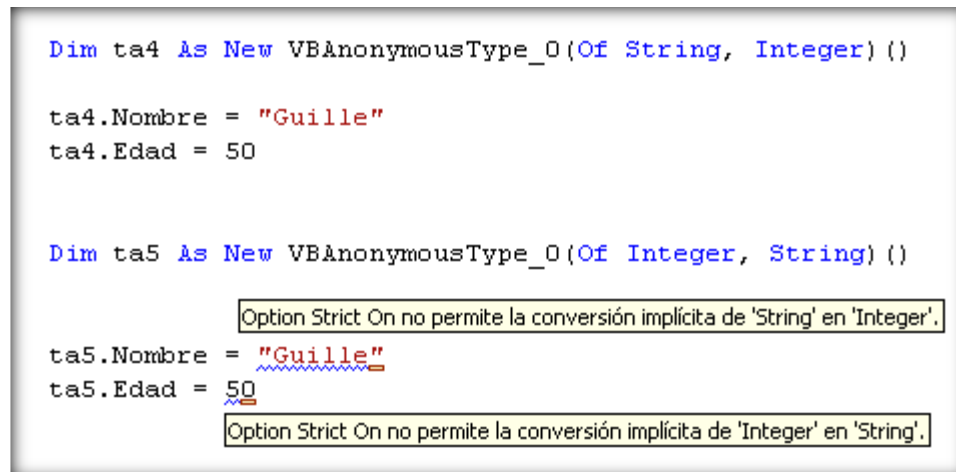 Dim ta4 As New VBAnonymousType_0(Of String, Integer)()
ta4.Nombre = "Guille"
ta4.Edad = 50
Dim ta5 As New VBAnonymousType_0(Of Integer, String)()
Option Strict On no permite la conversión implícita de 'String' en 'Integer'.
ta5.Nombre = "Guille"
ta5.Edad = 50
Option Strict On no permite la conversión implícita de 'Integer' en 'String'.